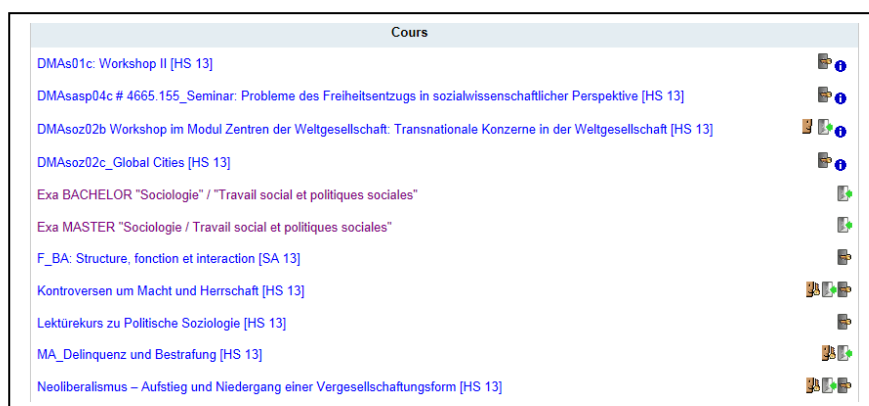 Cours
DMAs01c: Workshop II [HS 13]
DMAsasp04c # 4665.155_Seminar: Probleme des Freiheitsentzugs in sozialwissenschaftlicher Perspektive [HS 13]
DMAsoz02b Workshop im Modul Zentren der Weltgesellschaft: Transnationale Konzerne in der Weltgesellschaft [HS 13]
DMAsoz02c_Global Cities [HS 13]
Exa BACHELOR "Sociologie" / "Travail social et politiques sociales"
Exa MASTER "Sociologie / Travail social et politiques sociales"
F_BA: Structure, fonction et interaction [SA 13]
Kontroversen um Macht und Herrschaft [HS 13]
Lektürekurs zu Politische Soziologie [HS 13]
MA_Delinquenz und Bestrafung [HS 13]
Neoliberalismus – Aufstieg und Niedergang einer Vergesellschaftungsform [HS 13]